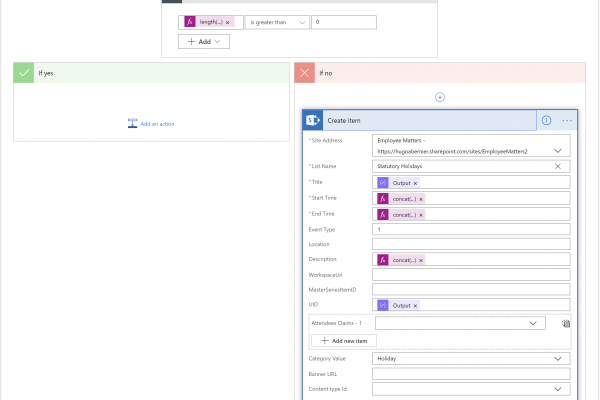 length(...) × is greater than 0
Add
If yes
If no
Add an action
Create item
* Site Address
Employee Matters -
https://hugoabernier.sharepoint.com/sites/EmployeeMatters2
* List Name Statutory Holidays
* Title Output ×
* Start Time concat(...) ×
* End Time concat(...) ×
Event Type 1
Location
Description concat(...) ×
WorkspaceUrl
MasterSeriesItemID
UID Output ×
Attendees Claims - 1
Add new item
Category Value Holiday
Banner URL
Content type Id